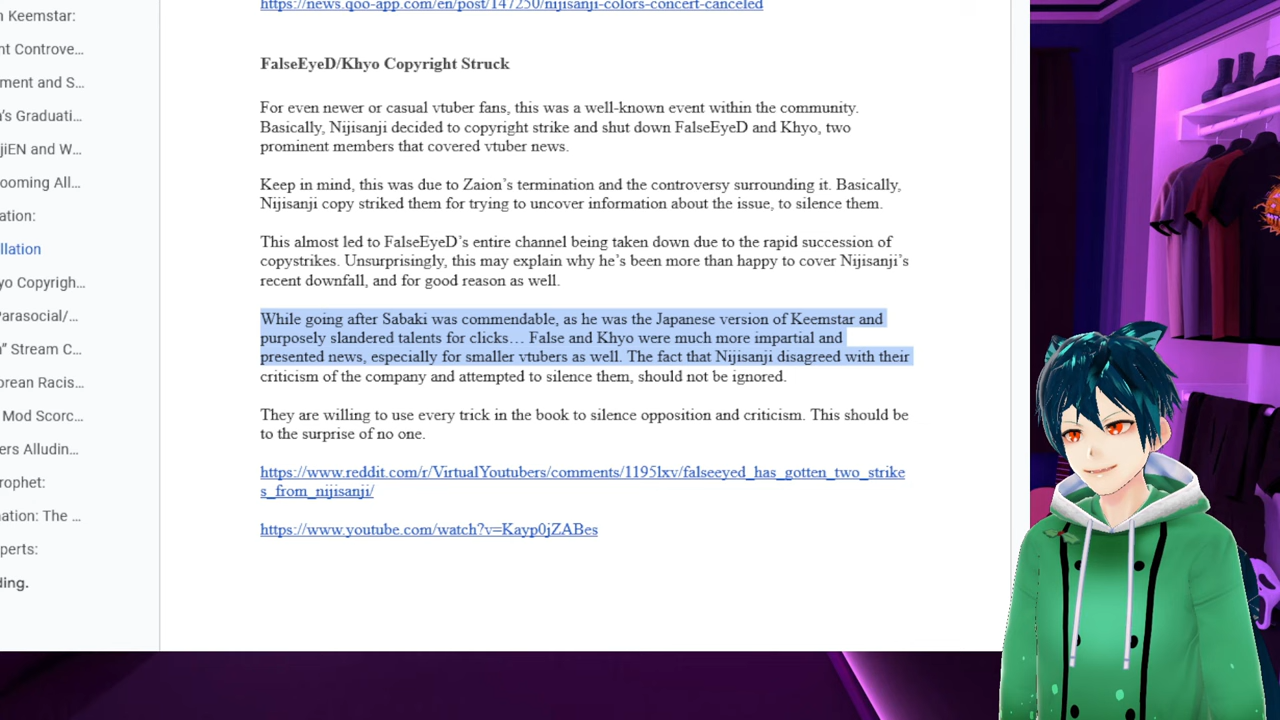 n Keemstar:
nt Controve...
ment and S...
a's Graduati...
jiEN and W...
ooming All...
ation:
llation
yo Copyrigh...
Parasocial/...
n" Stream C...
orean Racis...
Mod Scorc...
ers Alludin...
rophet:
nation: The ...
perts:
ding.
https://news.qoo-app.com/en/post/147250/nijisanji-colors-concert-canceled
FalseEyeD/Khyo Copyright Struck
For even newer or casual vtuber fans, this was a well-known event within the community.
Basically, Nijisanji decided to copyright strike and shut down FalseEyeD and Khyo, two
prominent members that covered vtuber news.
Keep in mind, this was due to Zaion's termination and the controversy surrounding it. Basically,
Nijisanji copy striked them for trying to uncover information about the issue, to silence them.
This almost led to FalseEyeD's entire channel being taken down due to the rapid succession of
copystrikes. Unsurprisingly, this may explain why he's been more than happy to cover Nijisanji's
recent downfall, and for good reason as well.
While going after Sabaki was commendable, as he was the Japanese version of Keemstar and
purposely slandered talents for clicks… False and Khyo were much more impartial and
presented news, especially for smaller vtubers as well. The fact that Nijisanji disagreed with their
criticism of the company and attempted to silence them, should not be ignored.
They are willing to use every trick in the book to silence opposition and criticism. This should be
to the surprise of no one.
https://www.reddit.com/r/VirtualYoutubers/comments/1195lxv/falseeyed_has_gotten_two_strike
s_from_nijisanji/
https://www.youtube.com/watch?v=Kayp0jZABes